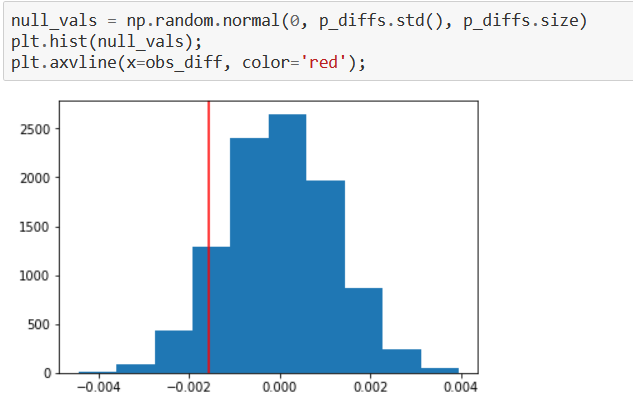 null_vals = np.random.normal(0, p_diffs.std(), p_diffs.size)
plt.hist(null_vals);
plt.axvline(x=obs_diff, color='red');
2500
2000
1500
1000
500
0
−0.004 −0.002 0.000 0.002 0.004